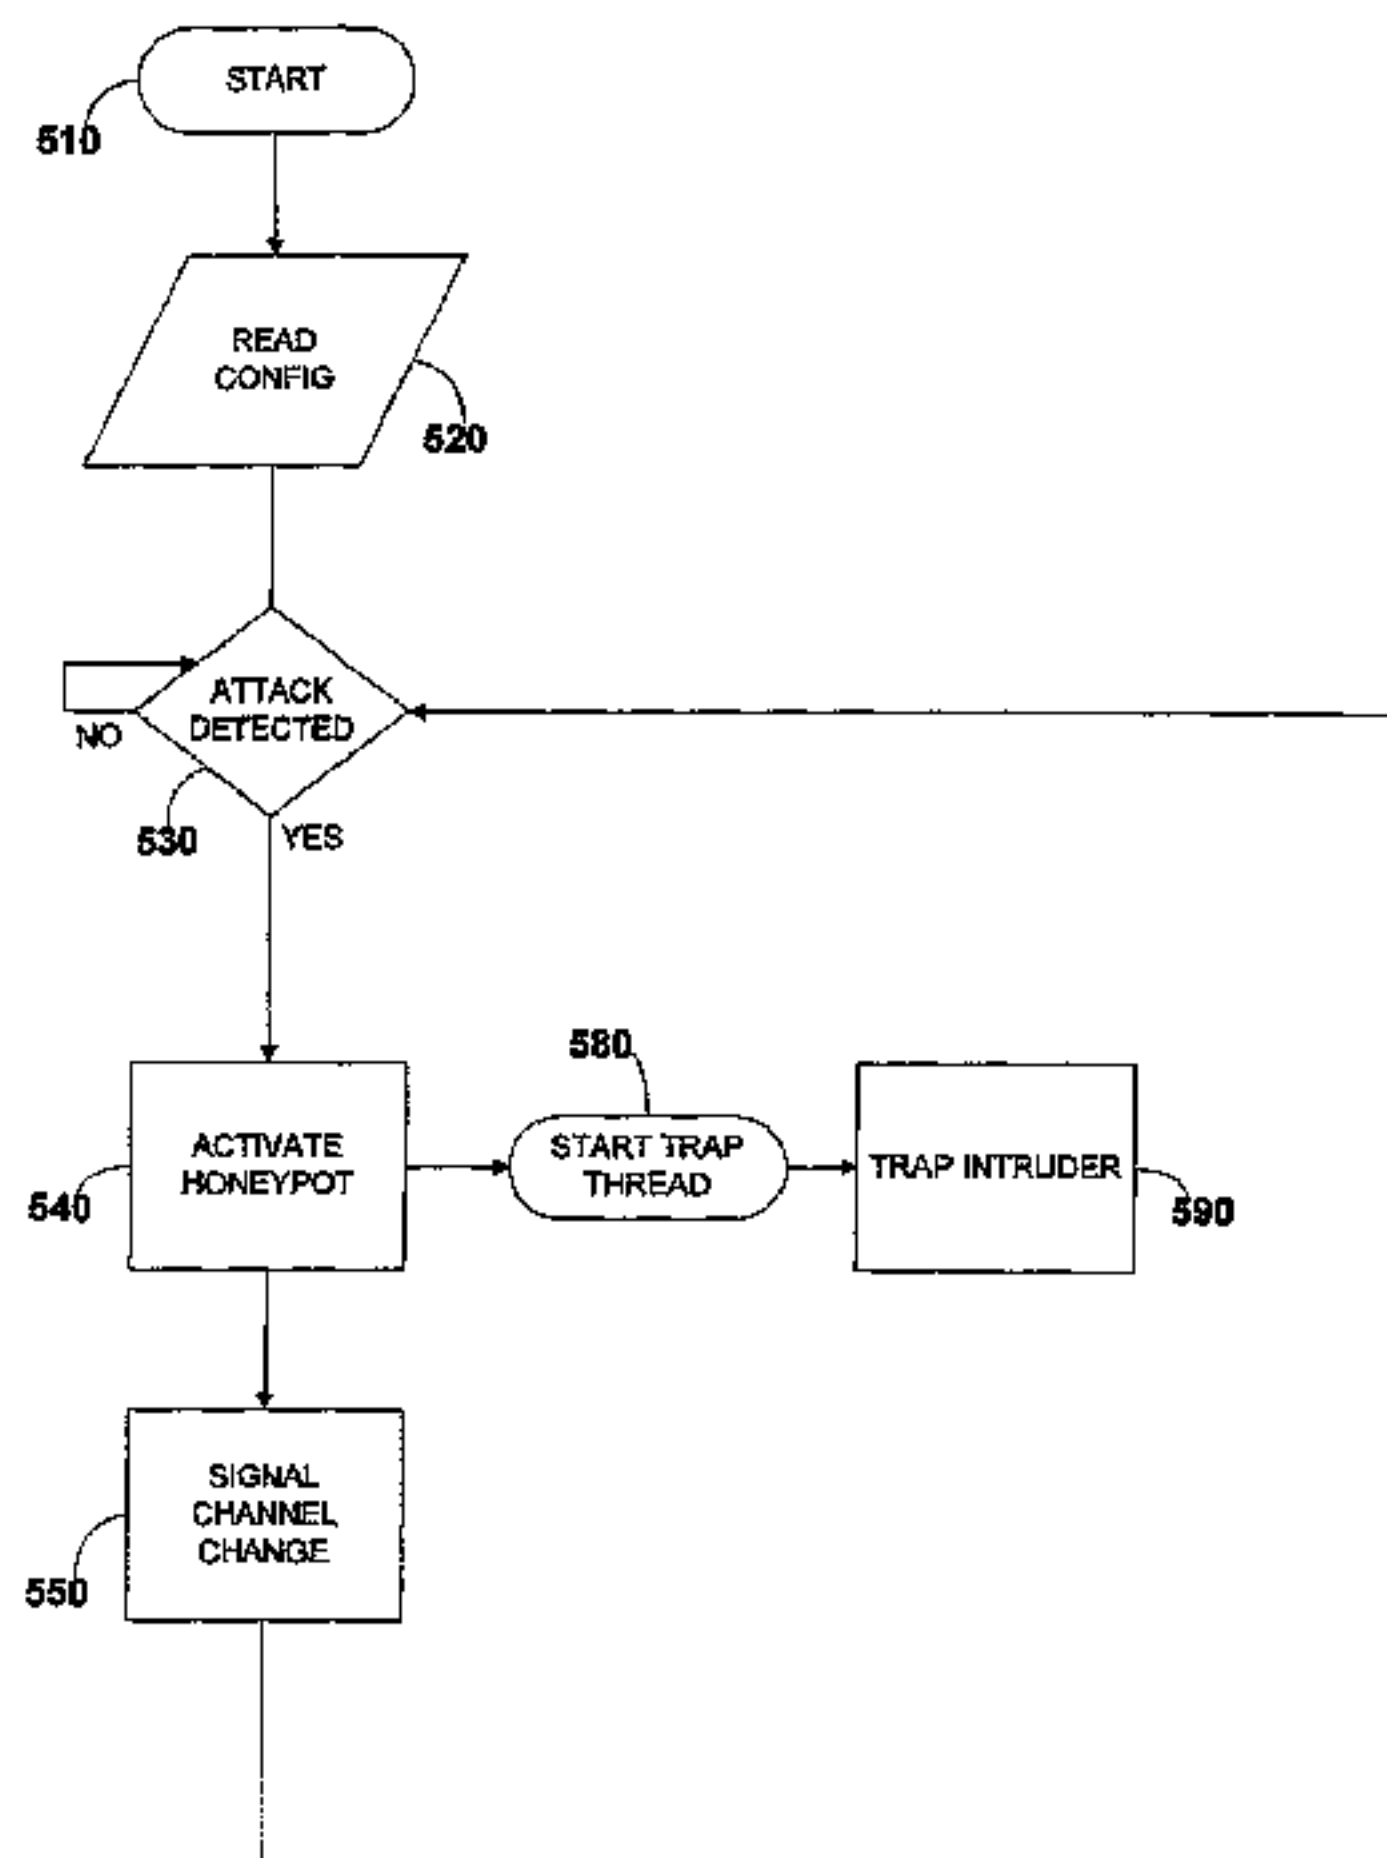 START
510
READ
CONFIG
520
ATTACK
DETECTED
NO
530
YES
580
ACTIVATE
HONEYPOT
540
START TRAP
THREAD
TRAP INTRUDER
590
SIGNAL
CHANNEL
CHANGE
550